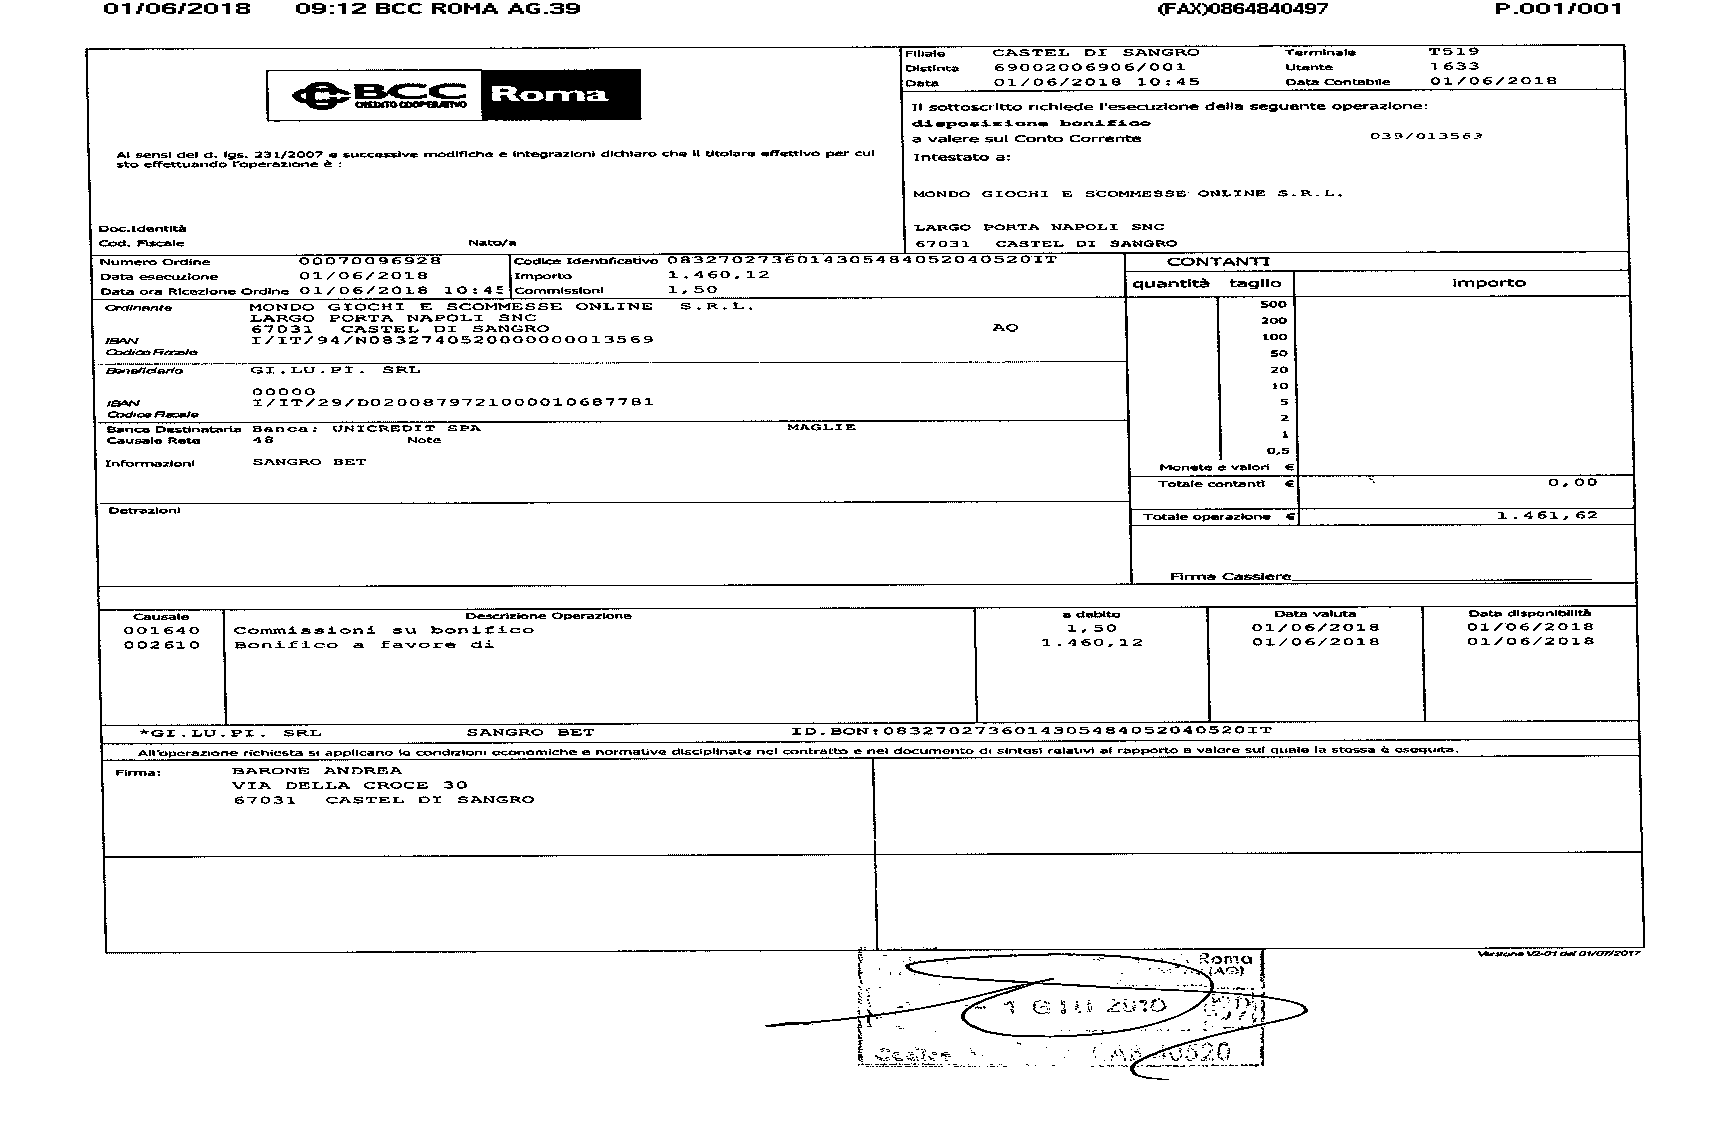 01/06/2018 09:12 BCC ROMA AG.39 (FAX)0864840497 P.001/001
BCC Roma
CREDITO COOPERATIVO
Ai sensi del d. lgs. 231/2007 e successive modifiche e integrazioni dichiaro che il titolare effettivo per cui
sto effettuando l'operazione è :
Doc.Identità
Cod. Fiscale Nato/a
Filiale CASTEL DI SANGRO Terminale T519
Distinta 69002006906/001 Utente 1633
Data 01/06/2018 10:45 Data Contabile 01/06/2018
Il sottoscritto richiede l'esecuzione della seguente operazione:
disposizione bonifico
a valere sul Conto Corrente 039/013563
Intestato a:
MONDO GIOCHI E SCOMMESSE ONLINE S.R.L.
LARGO PORTA NAPOLI SNC
67031 CASTEL DI SANGRO
Numero Ordine 00070096928 Codice Identificativo 0832702736014305484052040520IT
Data esecuzione 01/06/2018 Importo 1.460,12
Data ora Ricezione Ordine 01/06/2018 10:45 Commissioni 1,50
Ordinante MONDO GIOCHI E SCOMMESSE ONLINE S.R.L.
LARGO PORTA NAPOLI SNC
67031 CASTEL DI SANGRO AQ
IBAN I/IT/94/N0832740520000000013569
Codice Fiscale
Beneficiario GI.LU.PI. SRL
00000
IBAN I/IT/29/D0200879721000010687781
Codice Fiscale
Banca Destinataria Banca: UNICREDIT SPA MAGLIE
Causale Rete 48 Note
Informazioni SANGRO BET
Detrazioni
CONTANTI
quantità taglio importo
500
200
100
50
20
10
5
2
1
0,5
Monete e valori €
Totale contanti € 0,00
Totale operazione € 1.461,62
Firma Cassiere
Causale Descrizione Operazione a debito Data valuta Data disponibilità
001640 Commissioni su bonifico 1,50 01/06/2018 01/06/2018
002610 Bonifico a favore di 1.460,12 01/06/2018 01/06/2018
*GI.LU.PI. SRL SANGRO BET ID.BON:0832702736014305484052040520IT
All'operazione richiesta si applicano le condizioni economiche e normative disciplinate nel contratto e nel documento di sintesi relativi al rapporto a valere sul quale la stessa è eseguita.
Firma: BARONE ANDREA
VIA DELLA CROCE 30
67031 CASTEL DI SANGRO
Versione V2-01 del 01/07/2017
Roma
(AQ)
Codice CAB 40520